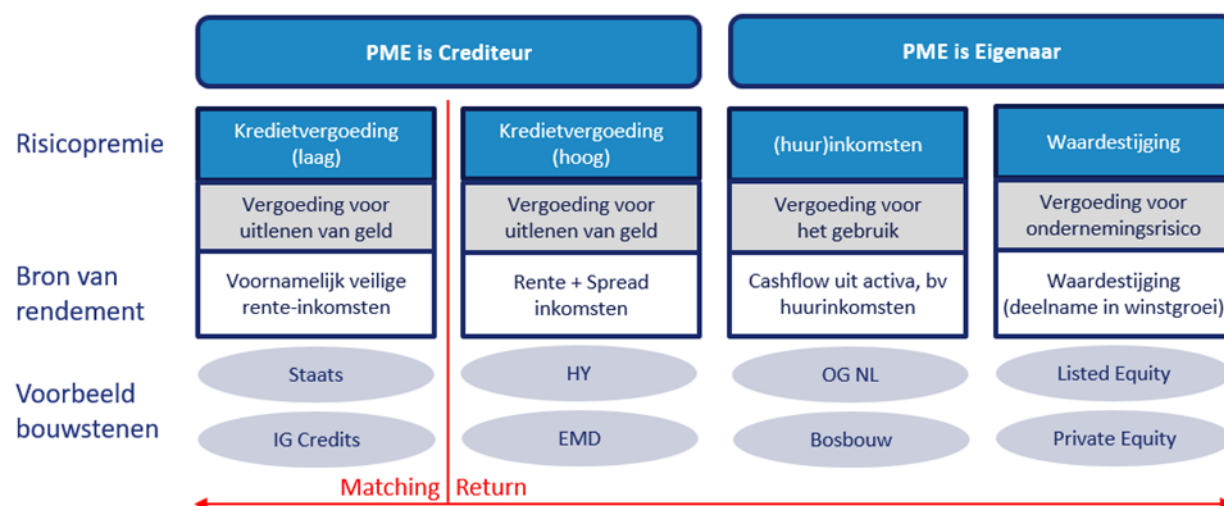 PME is Crediteur
PME is Eigenaar
Risicopremie
Kredietvergoeding
(laag)
Kredietvergoeding
(hoog)
(huur)inkomsten
Waardestijging
Vergoeding voor
uitlenen van geld
Vergoeding voor
uitlenen van geld
Vergoeding voor
het gebruik
Vergoeding voor
ondernemingsrisico
Bron van
rendement
Voornamelijk veilige
rente-inkomsten
Rente + Spread
inkomsten
Cashflow uit activa, bv
huurinkomsten
Waardestijging
(deelname in winstgroei)
Voorbeeld
bouwstenen
Staats
HY
OG NL
Listed Equity
IG Credits
EMD
Bosbouw
Private Equity
Matching
Return